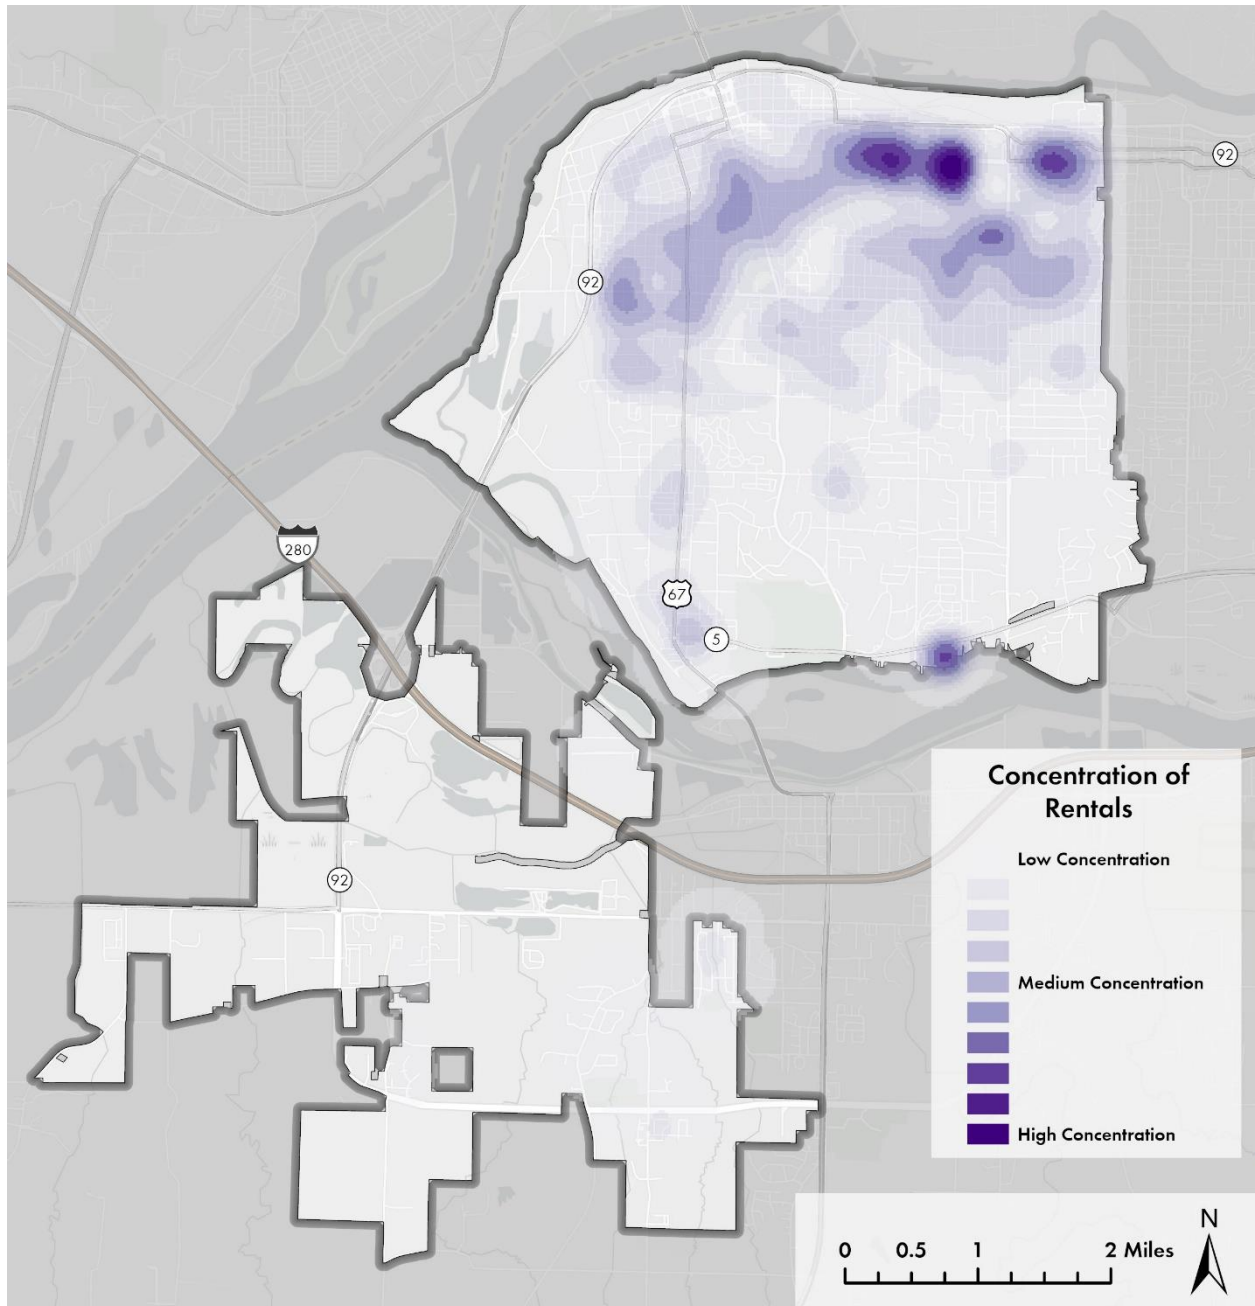 92
92
280
67
5
92
Concentration of
Rentals
Low Concentration
Medium Concentration
High Concentration
N
0 0.5 1 2 Miles